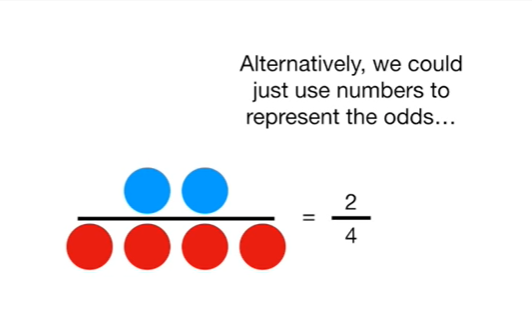 Alternatively, we could
just use numbers to
represent the odds…
= 2
4